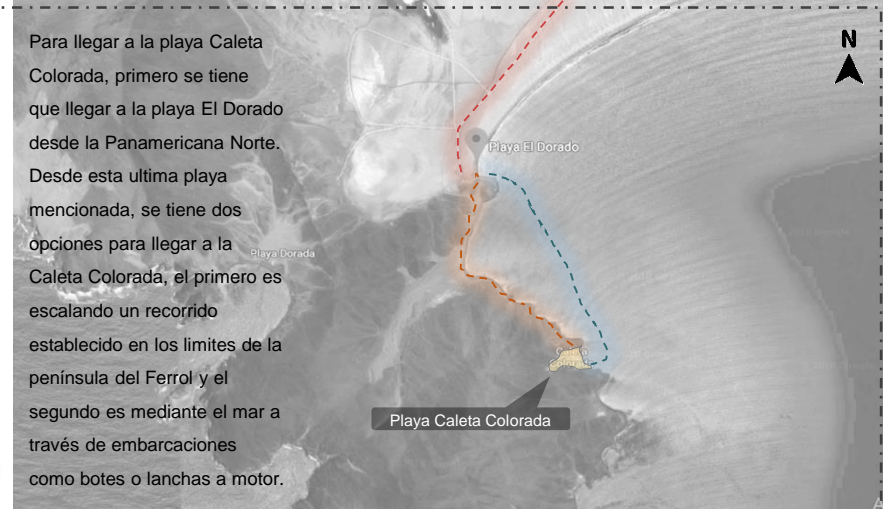 Para llegar a la playa Caleta
Colorada, primero se tiene
que llegar a la playa El Dorado
desde la Panamericana Norte.
Desde esta ultima playa
mencionada, se tiene dos
opciones para llegar a la
Caleta Colorada, el primero es
escalando un recorrido
establecido en los limites de la
península del Ferrol y el
segundo es mediante el mar a
través de embarcaciones
como botes o lanchas a motor.
N
Playa El Dorado
Playa Dorada
Playa Caleta Colorada